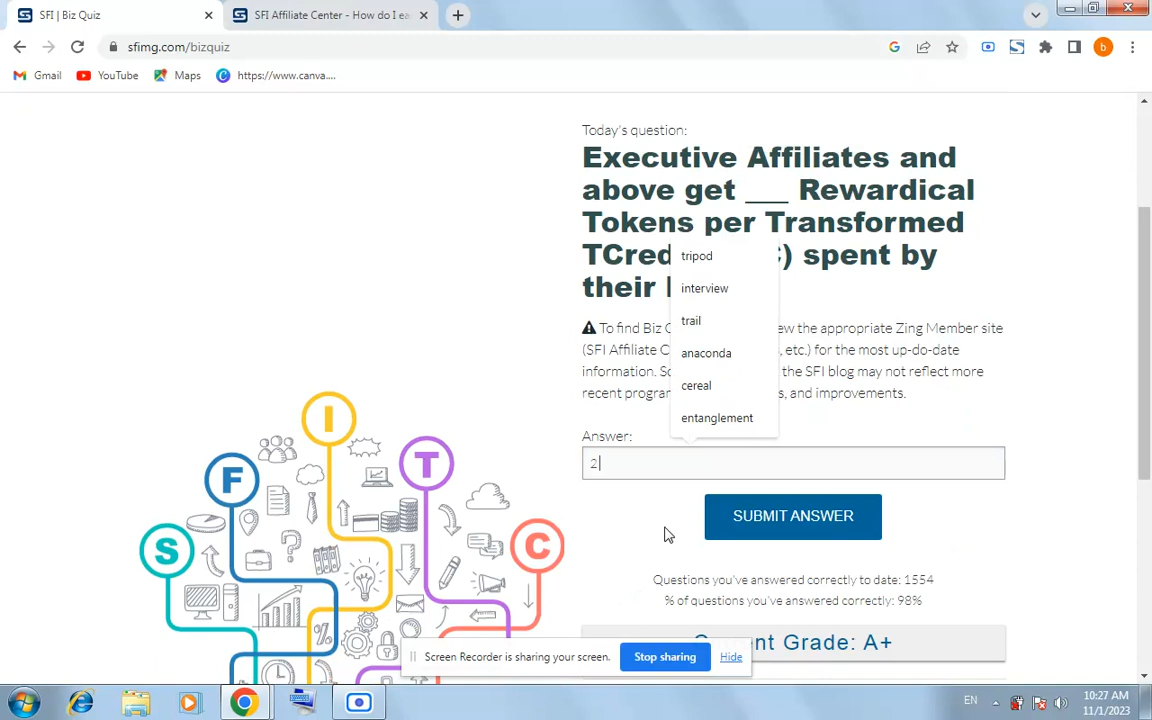 SFI | Biz Quiz
SFI Affiliate Center - How do I ea
sfimg.com/bizquiz
b
Gmail
YouTube
Maps
https://www.canva....
Today's question:
Executive Affiliates and
above get ___ Rewardical
Tokens per Transformed
TCred ) spent by
their
tripod
interview
trail
anaconda
cereal
entanglement
To find Biz ew the appropriate Zing Member site
(SFI Affiliate C , etc.) for the most up-do-date
information. So the SFI blog may not reflect more
recent progra s, and improvements.
Answer:
2
SUBMIT ANSWER
Questions you've answered correctly to date: 1554
% of questions you've answered correctly: 98%
nt Grade: A+
S F I T C
Screen Recorder is sharing your screen.
Stop sharing
Hide
EN
10:27 AM
11/1/2023